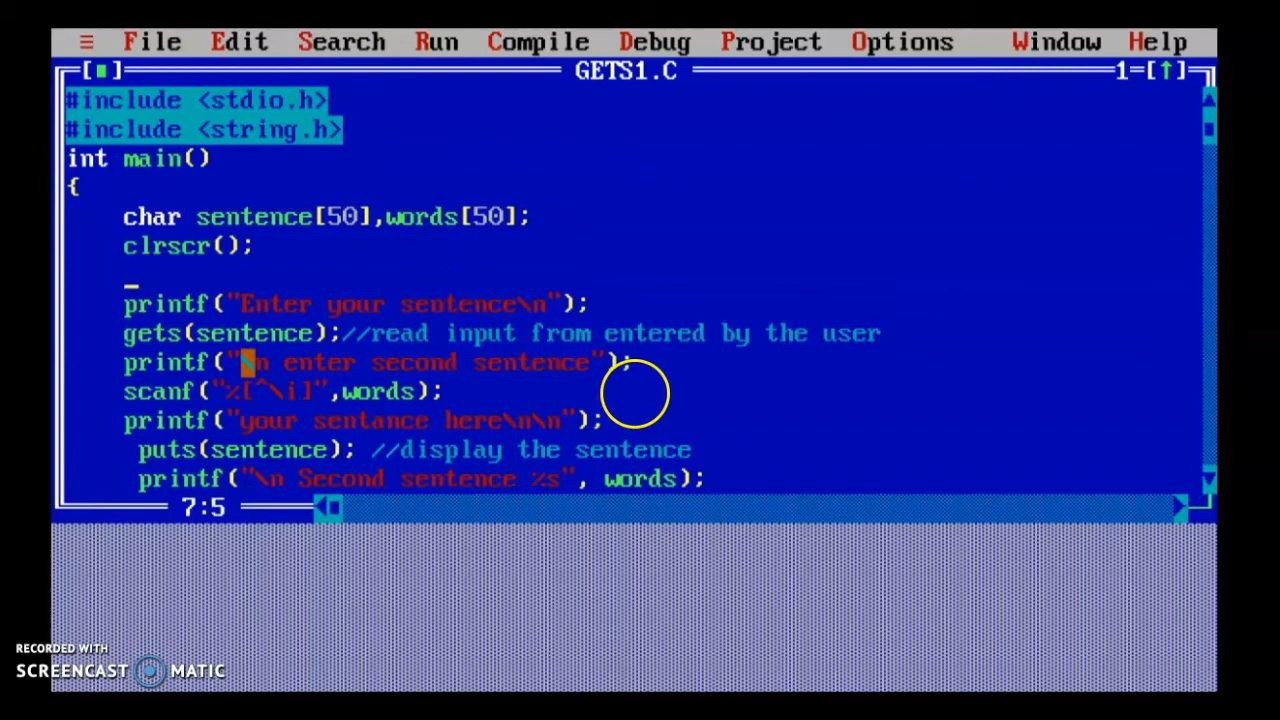 ≡ File Edit Search Run Compile Debug Project Options Window Help
[■] GETS1.C 1=[↑]
#include <stdio.h>
#include <string.h>
int main()
{
char sentence[50],words[50];
clrscr();
_
printf("Enter your sentence\n");
gets(sentence);//read input from entered by the user
printf("\n enter second sentence");
scanf("%[^\i]",words);
printf("your sentance here\n\n");
puts(sentence); //display the sentence
printf("\n Second sentence %s", words);
7:5
RECORDED WITH
SCREENCAST MATIC